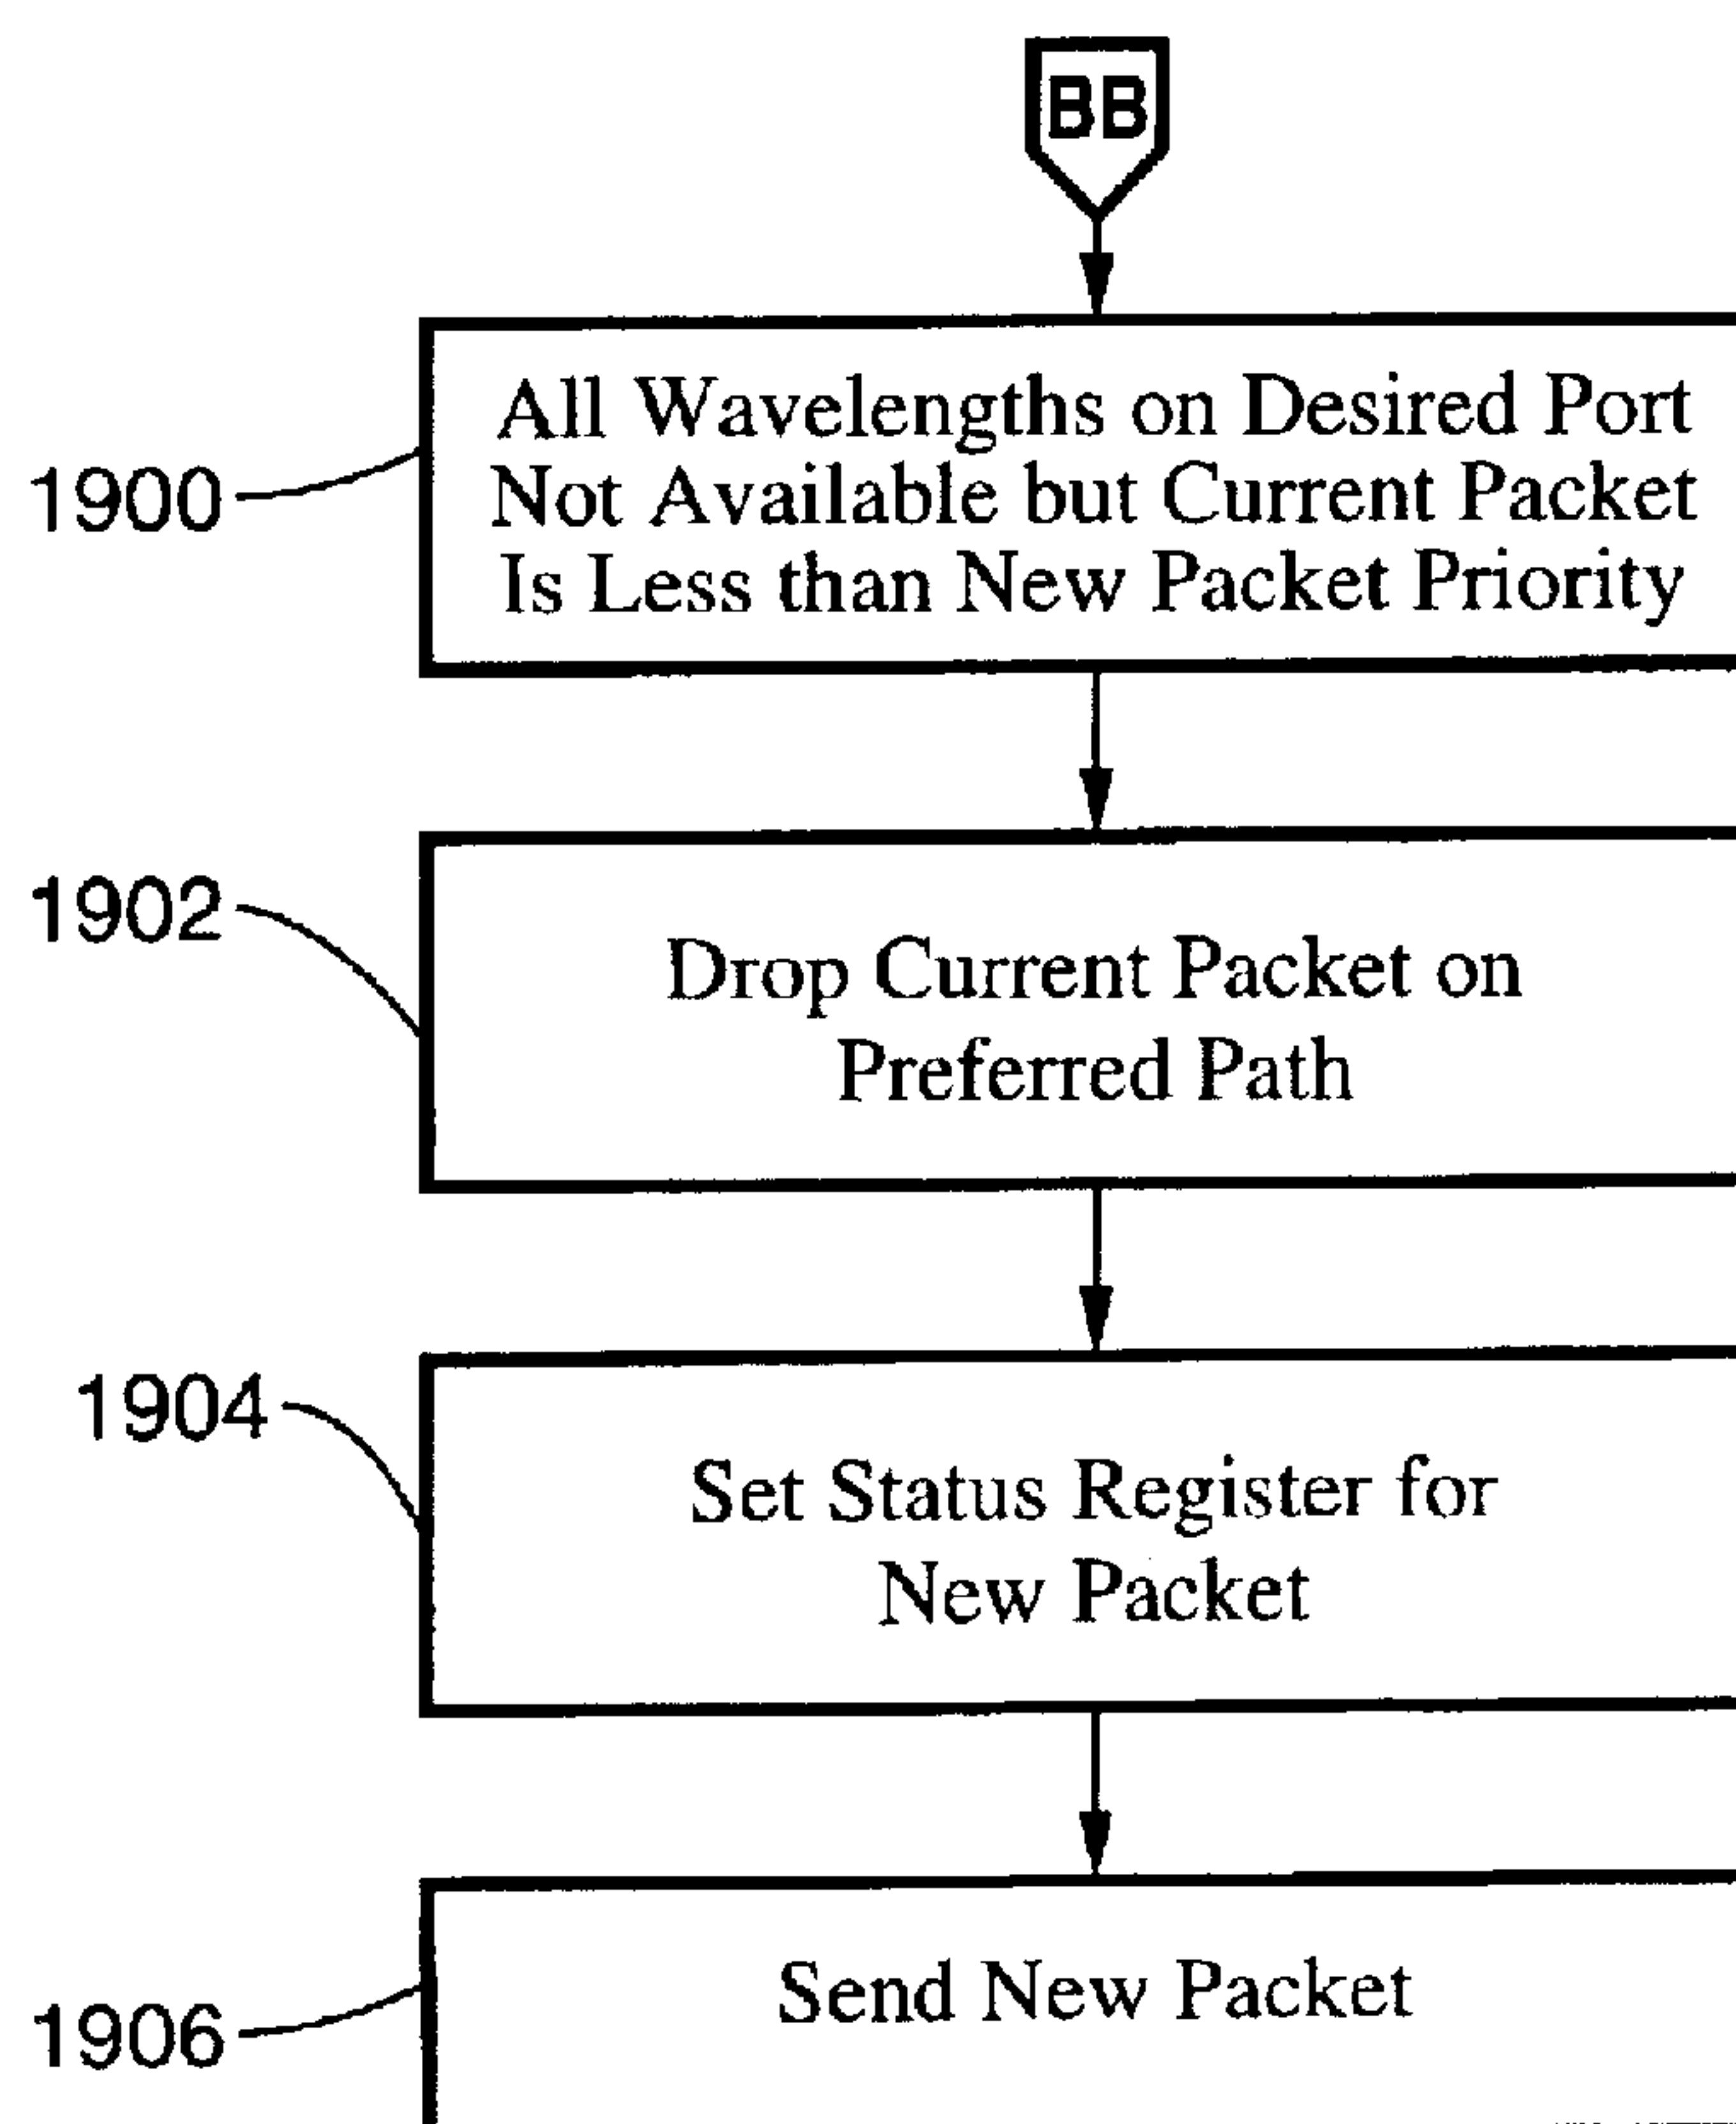 BB
All Wavelengths on Desired Port
Not Available but Current Packet
Is Less than New Packet Priority
1900
1902
Drop Current Packet on
Preferred Path
1904
Set Status Register for
New Packet
Send New Packet
1906